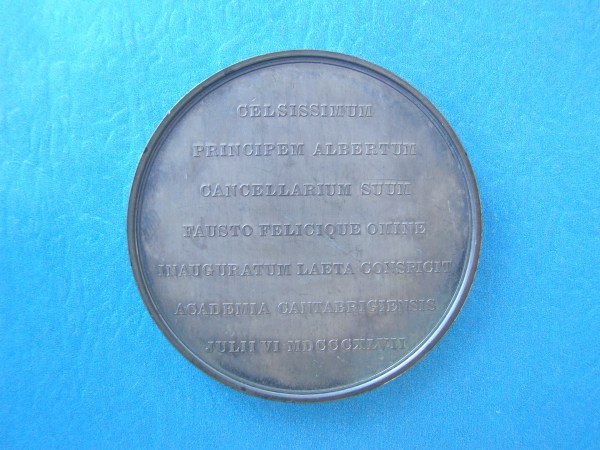 CELSISSIMUM
PRINCIPEM ALBERTUM
CANCELLARIUM SUUM
FAUSTO FELICIQUE OMINE
INAUGURATUM LAETA CONSPICIT
ACADEMIA CANTABRIGIENSIS
JULII VI MDCCCXLVII